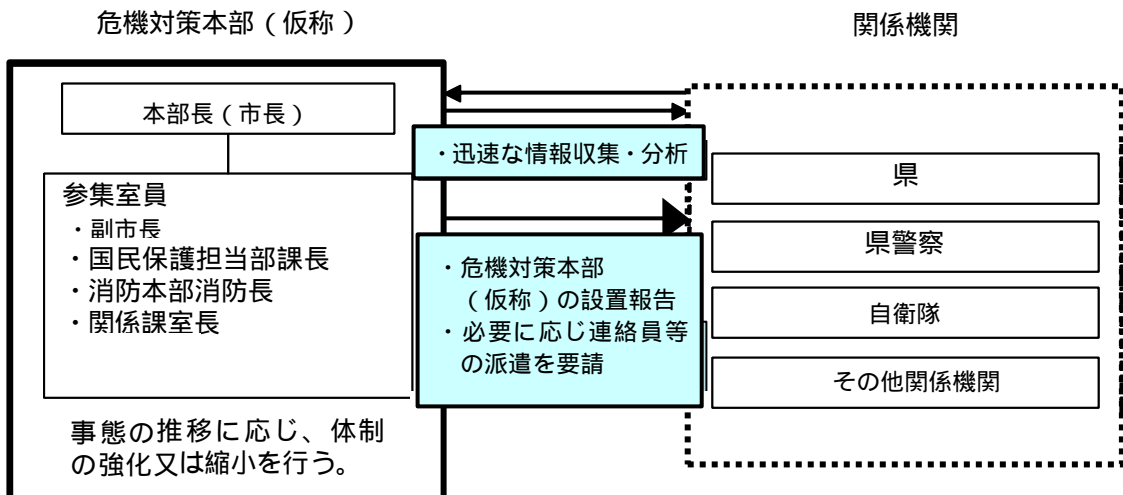 危機対策本部（仮称）
関係機関
本部長（市長）
参集室員
・副市長
・国民保護担当部課長
・消防本部消防長
・関係課室長
事態の推移に応じ、体制
の強化又は縮小を行う。
・迅速な情報収集・分析
・危機対策本部
（仮称）の設置報告
・必要に応じ連絡員等
の派遣を要請
県
県警察
自衛隊
その他関係機関